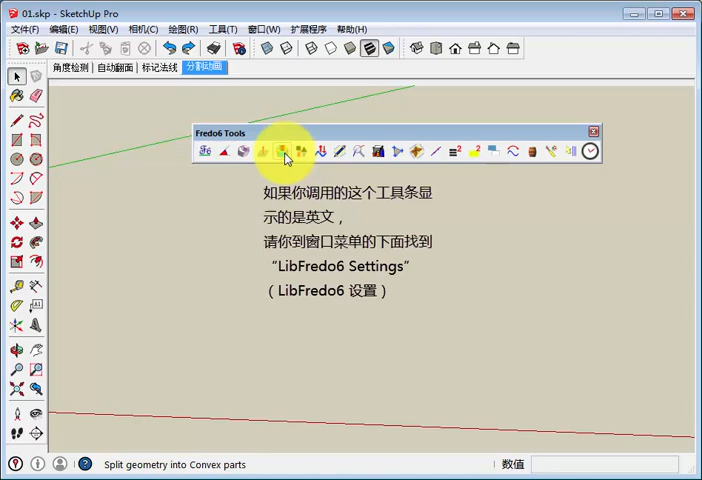 01.skp - SketchUp Pro
文件(F) 编辑(E) 视图(V) 相机(C) 绘图(R) 工具(T) 窗口(W) 扩展程序 帮助(H)
角度检测 自动翻面 标记法线 分割动画
Fredo6 Tools
如果你调用的这个工具条显
示的是英文，
请你到窗口菜单的下面找到
“LibFredo6 Settings”
（LibFredo6 设置）
Split geometry into Convex parts
数值